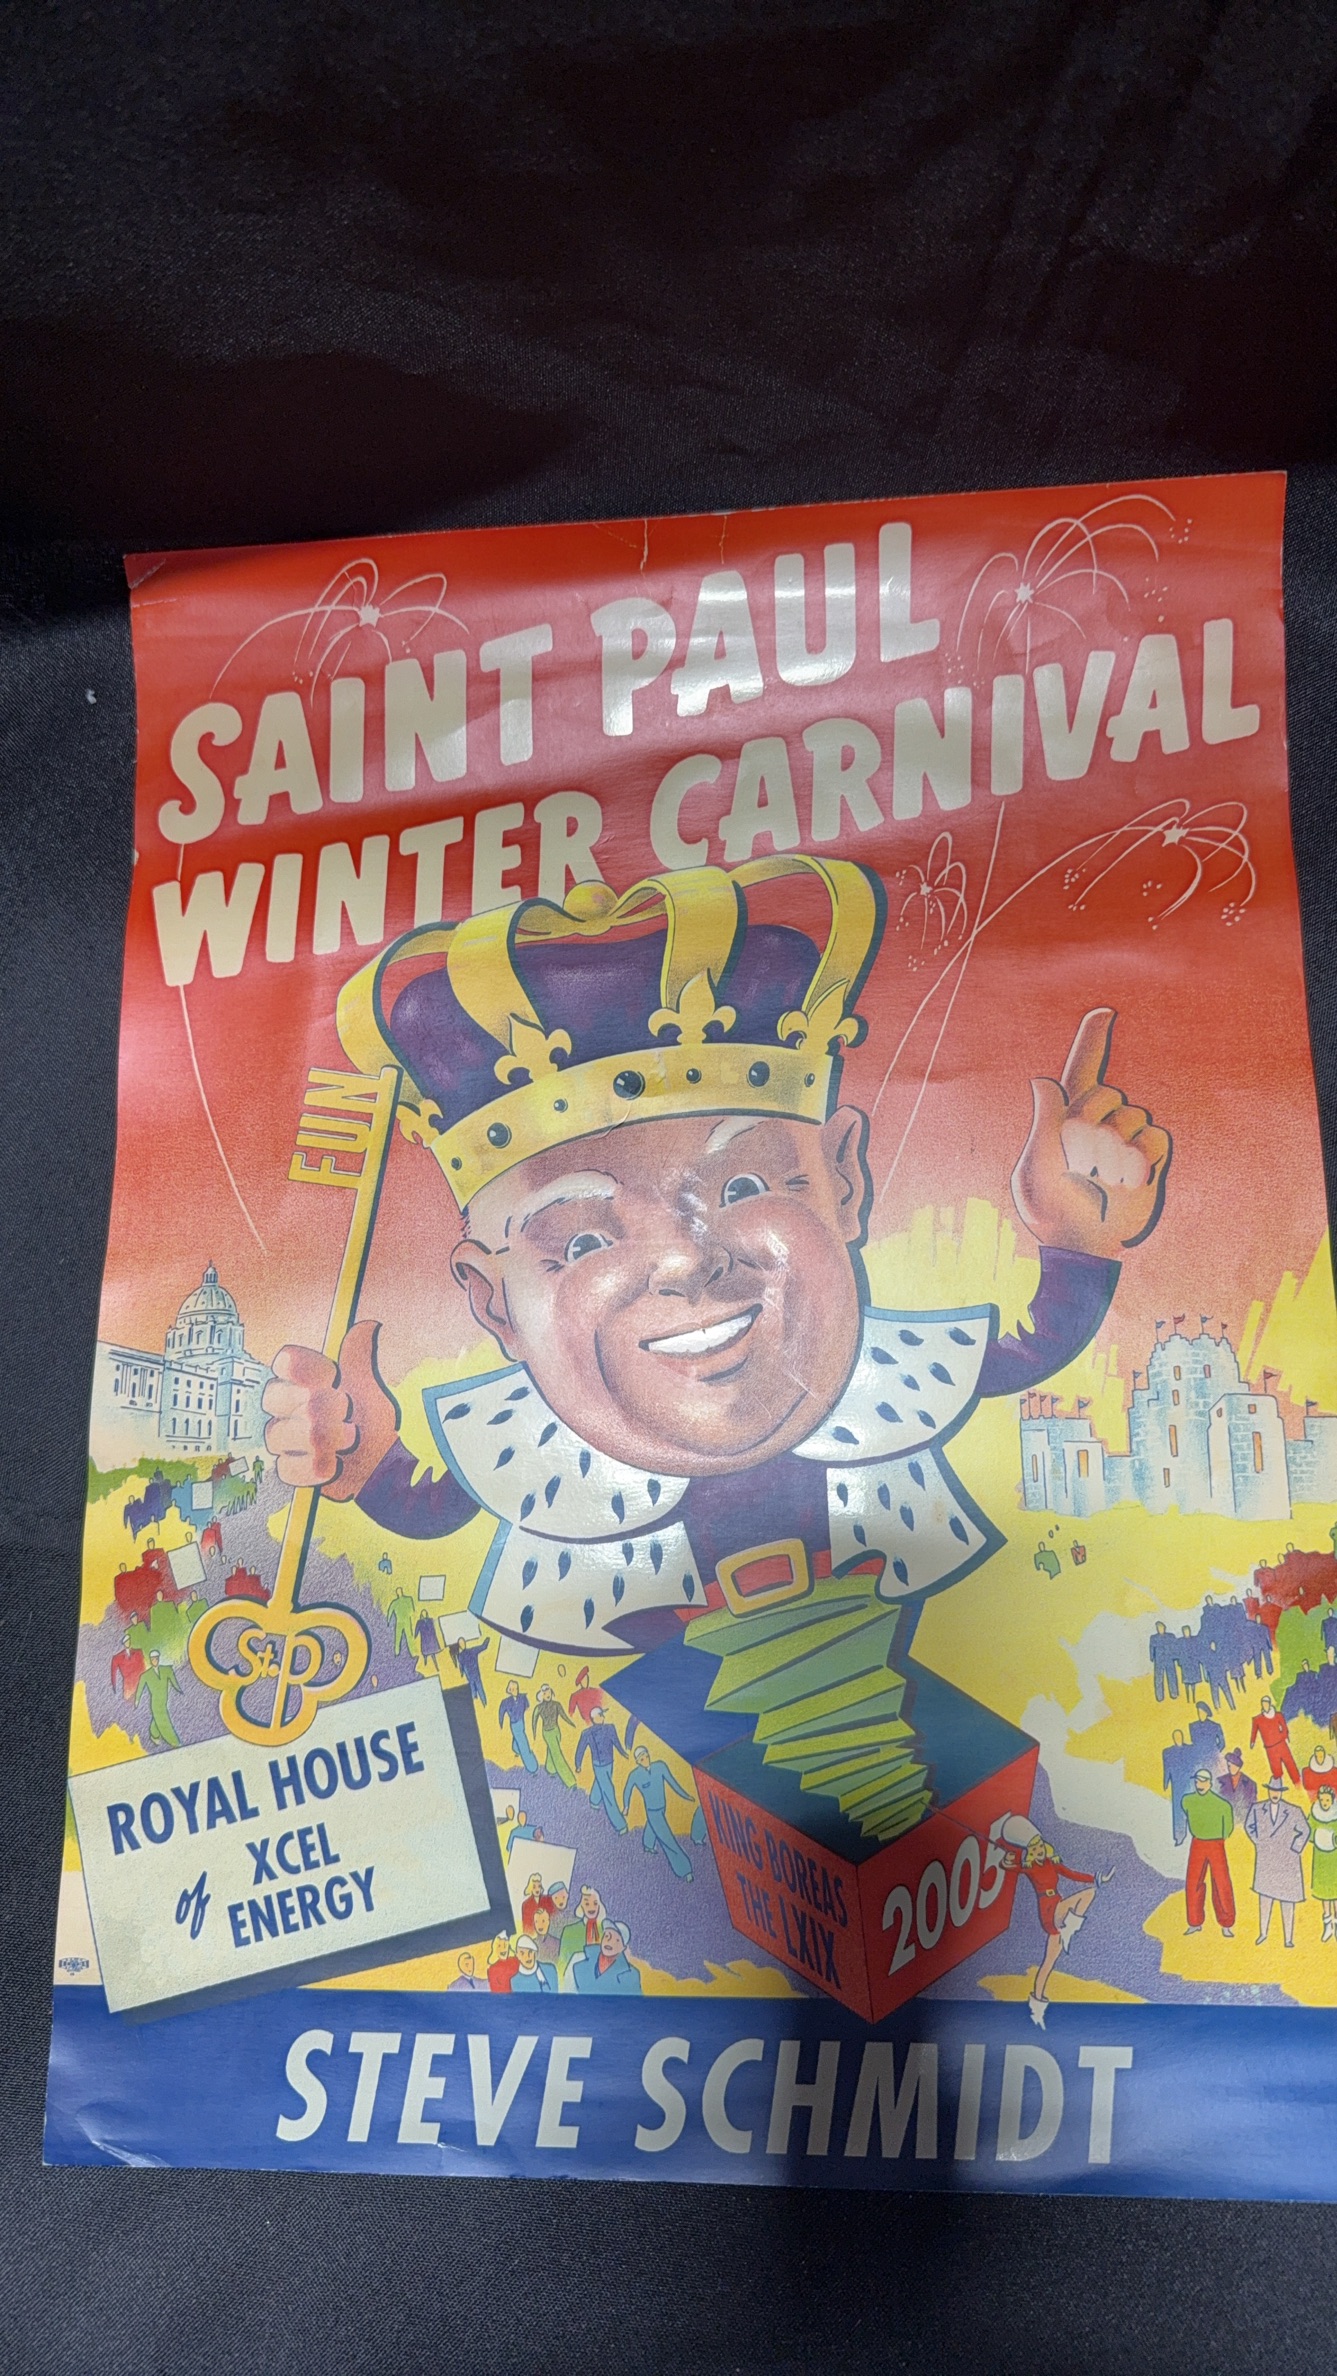 SAINT PAUL
WINTER CARNIVAL
FUN
St. P
ROYAL HOUSE
of XCEL
ENERGY
KING BOREAS
THE LXIX
2005
STEVE SCHMIDT